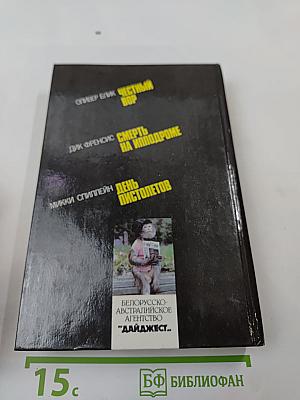 ОЛИВЕР БЛИК ЧЕСТНЫЙ
ВОР
ДИК ФРЕНСИС СМЕРТЬ
НА ИППОДРОМЕ
МИККИ СПИЛЛЕЙН ДЕНЬ
ПИСТОЛЕТОВ
БЕЛОРУССКО-
АВСТРАЛИЙСКОЕ
АГЕНТСТВО
"ДАЙДЖЕСТ"
15с
БФ БИБЛИОФАН